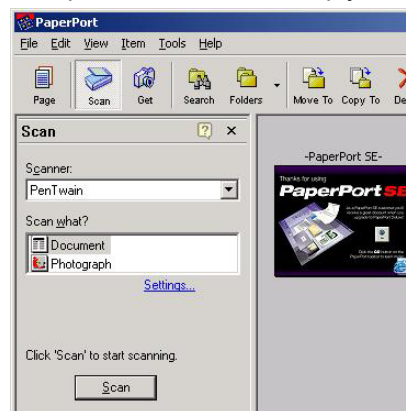 PaperPort
File Edit View Item Tools Help
Page Scan Get Search Folders Move To Copy To
Scan
Scanner:
PenTwain
Scan what?
Document
Photograph
Settings...
Click 'Scan' to start scanning.
Scan
-PaperPort SE-
Thanks for using
PaperPort SE